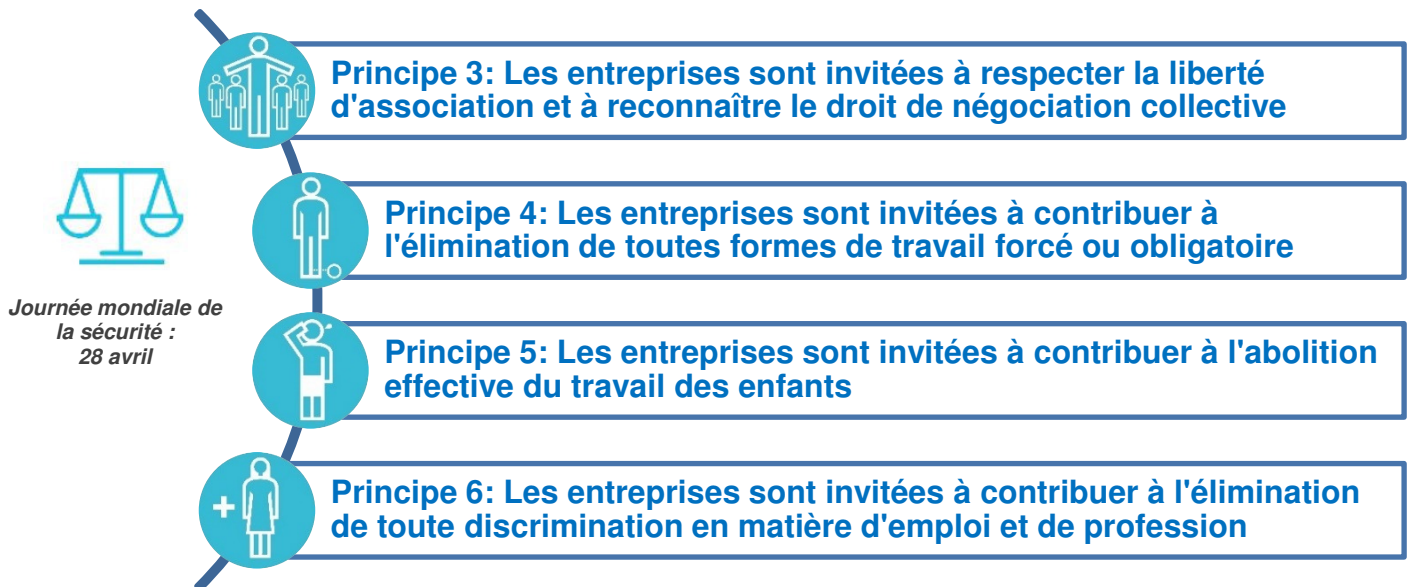 Principe 3: Les entreprises sont invitées à respecter la liberté
d'association et à reconnaître le droit de négociation collective
Principe 4: Les entreprises sont invitées à contribuer à
l'élimination de toutes formes de travail forcé ou obligatoire
Journée mondiale de
la sécurité :
28 avril
Principe 5: Les entreprises sont invitées à contribuer à l'abolition
effective du travail des enfants
Principe 6: Les entreprises sont invitées à contribuer à l'élimination
de toute discrimination en matière d'emploi et de profession